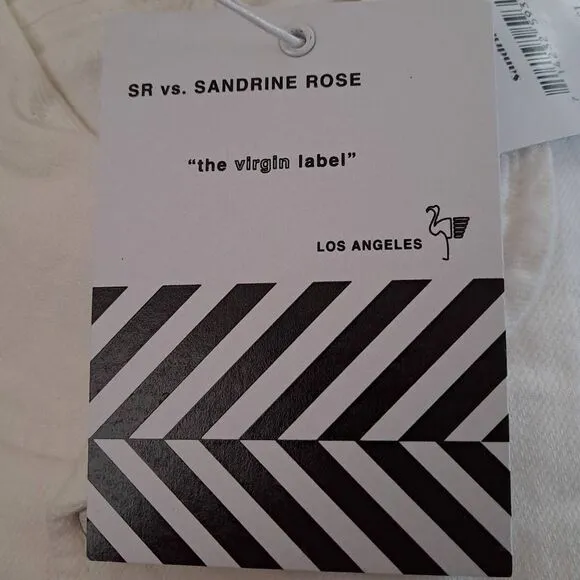 SR vs. SANDRINE ROSE
“the virgin label”
LOS ANGELES